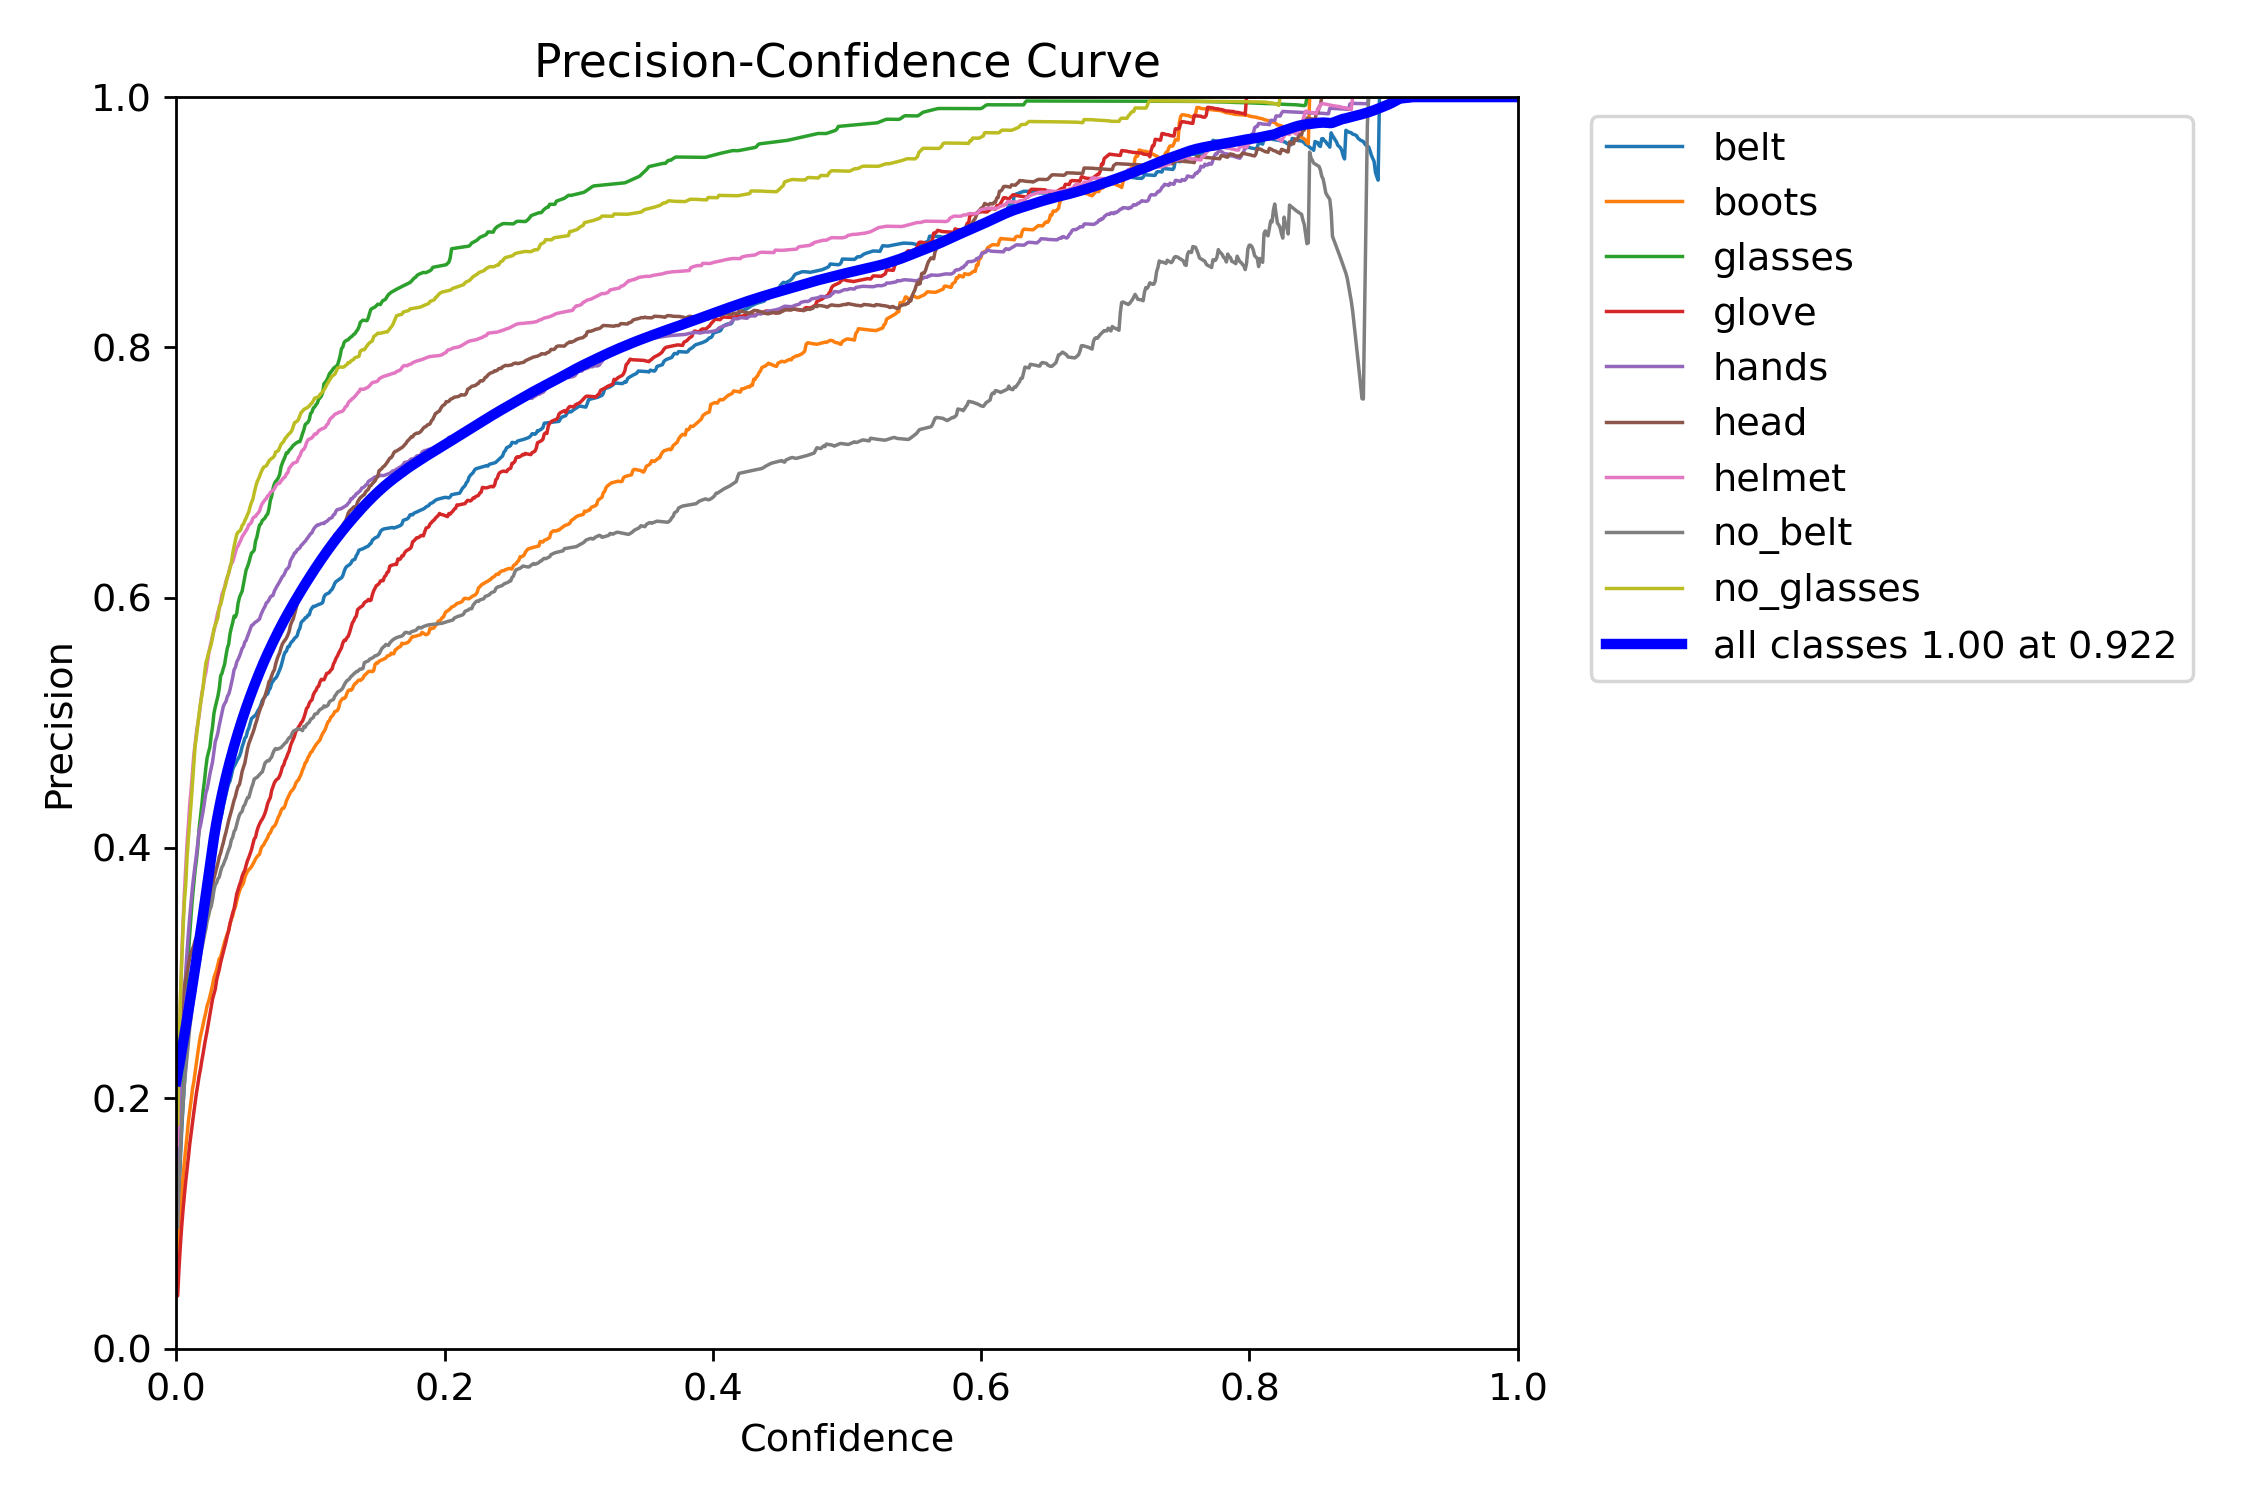 Precision-Confidence Curve
1.0
0.8
0.6
0.4
0.2
0.0
Precision
0.0 0.2 0.4 0.6 0.8 1.0
Confidence
belt
boots
glasses
glove
hands
head
helmet
no_belt
no_glasses
all classes 1.00 at 0.922